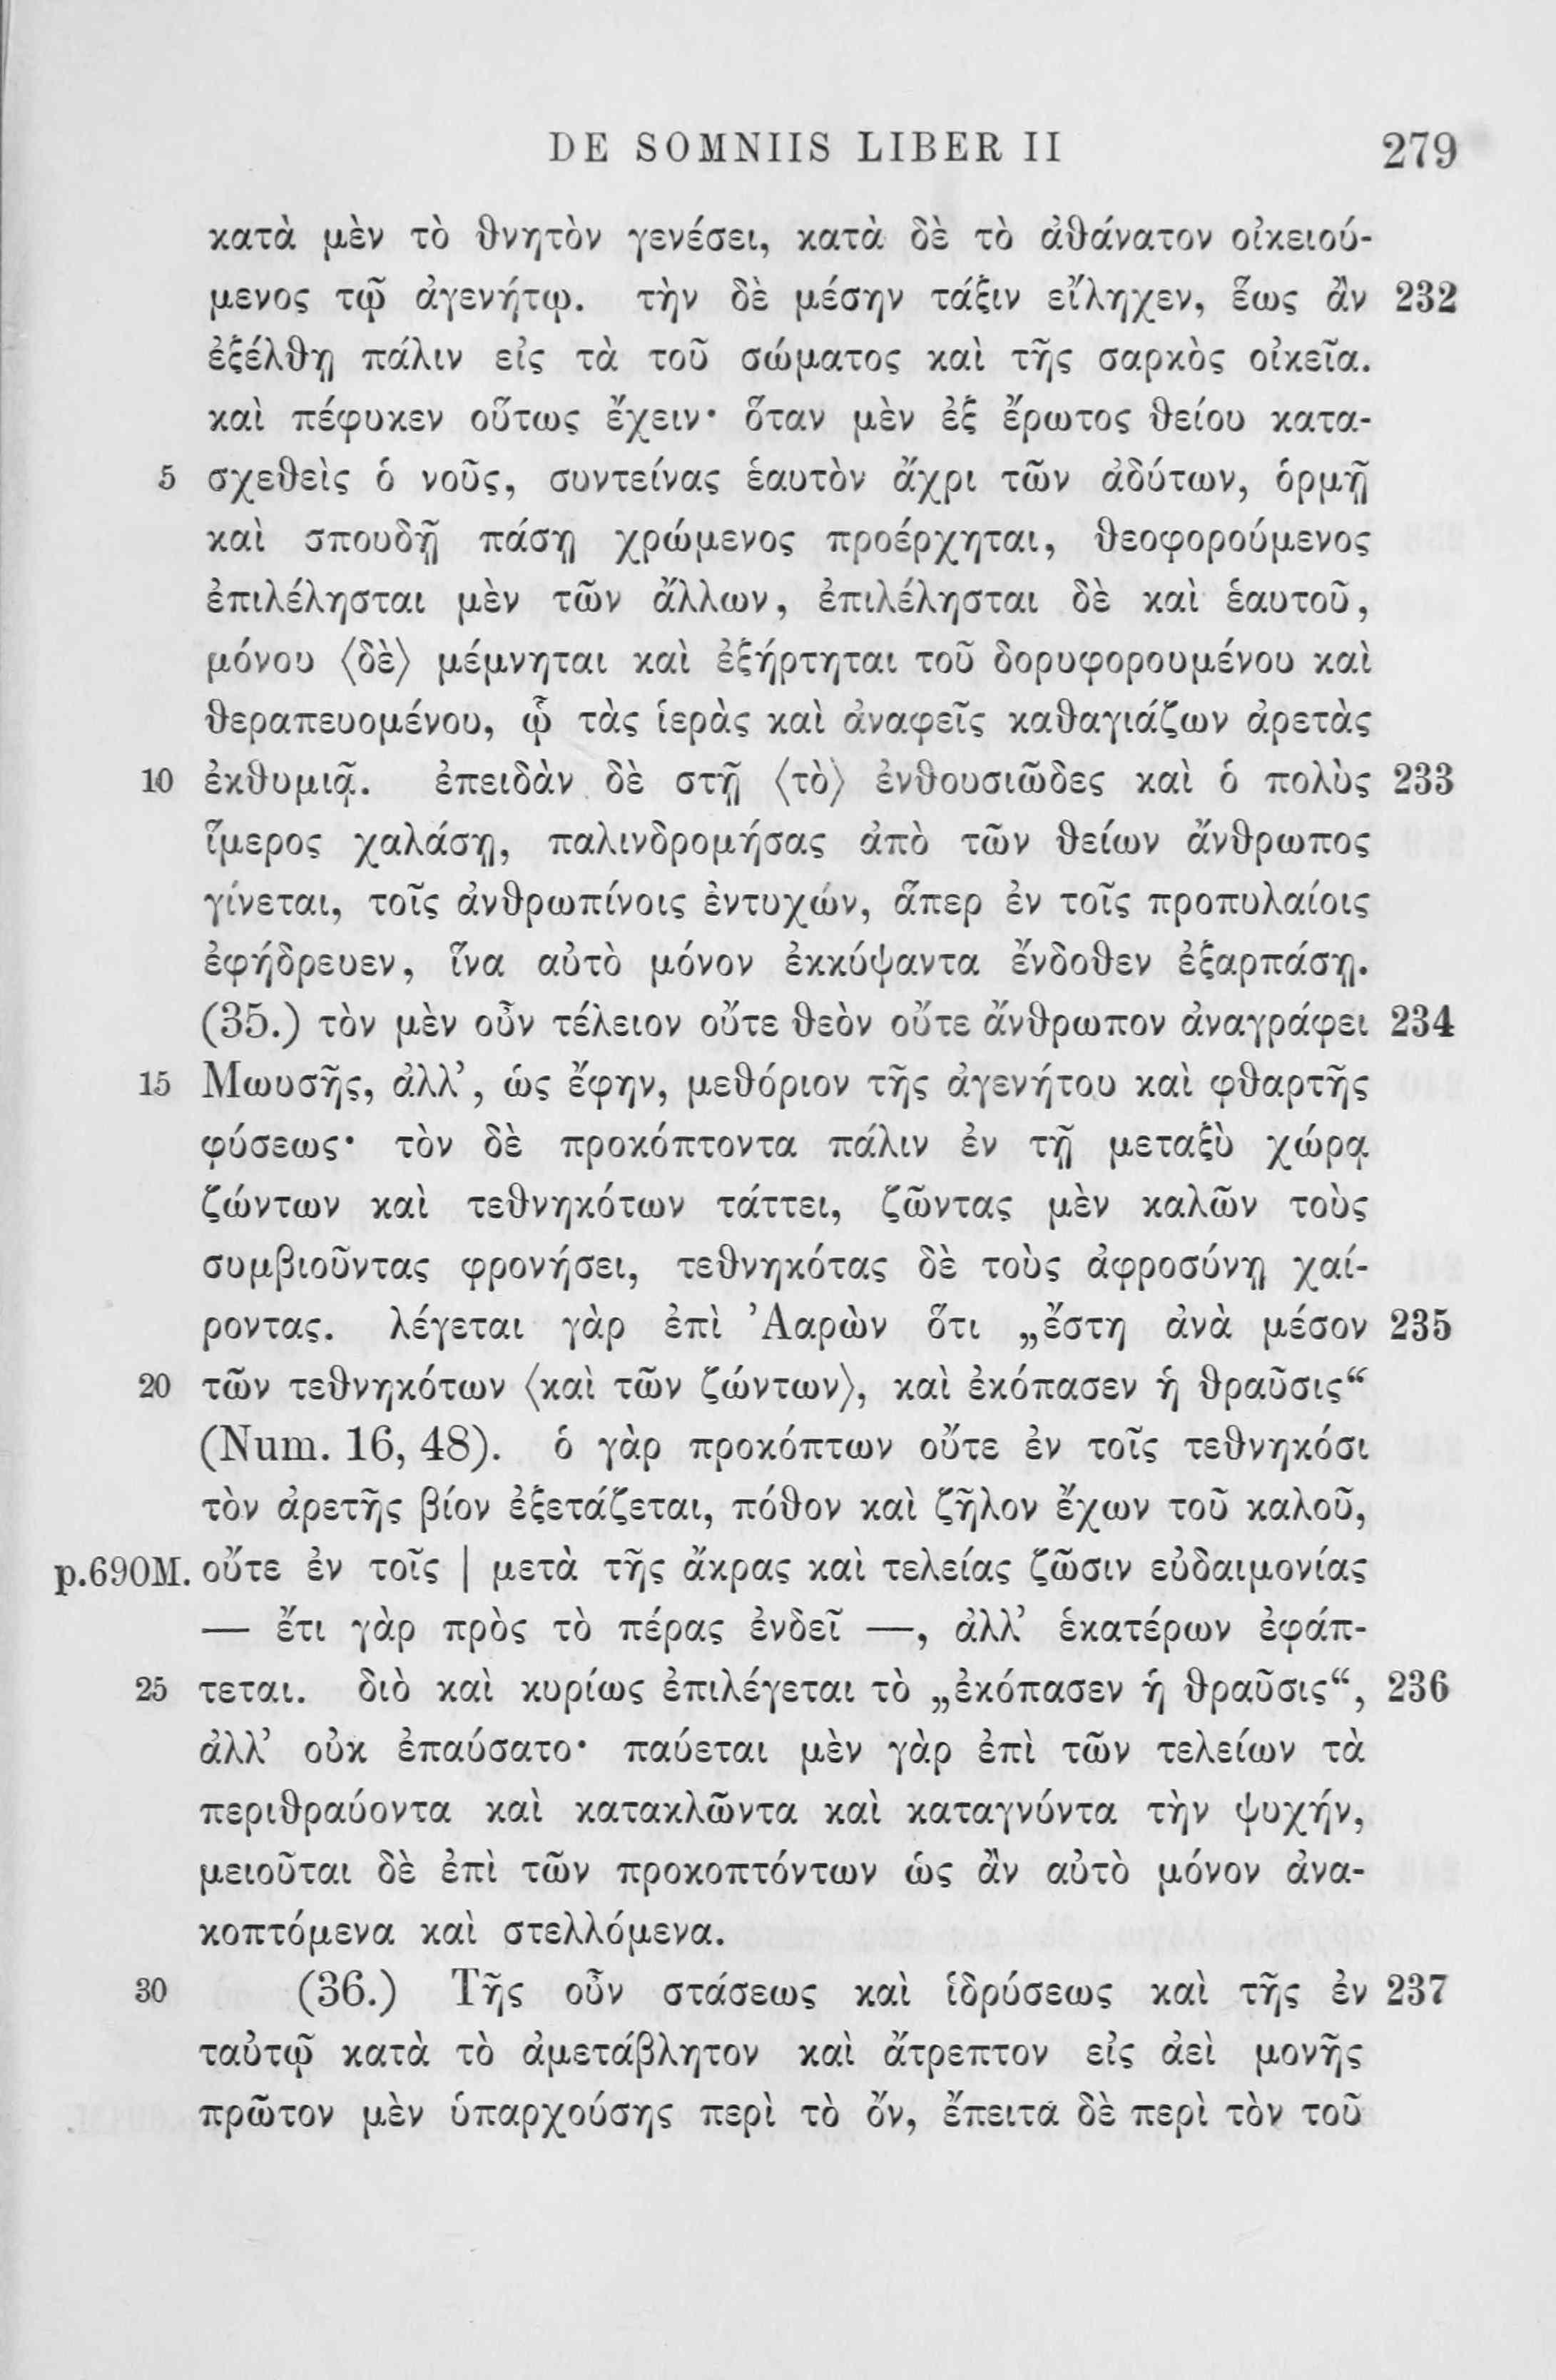 DE SOMNIIS LIBER II 279
κατὰ μὲν τὸ θνητὸν γενέσει, κατὰ δὲ τὸ ἀθάνατον οἰκειού-
μενος τῷ ἀγενήτῳ. τὴν δὲ μέσην τάξιν εἴληχεν, ἕως ἂν 232
ἐξέλθῃ πάλιν εἰς τὰ τοῦ σώματος καὶ τῆς σαρκὸς οἰκεῖα.
καὶ πέφυκεν οὕτως ἔχειν· ὅταν μὲν ἐξ ἔρωτος θείου κατα-
5 σχεθεὶς ὁ νοῦς, συντείνας ἑαυτὸν ἄχρι τῶν ἀδύτων, ὁρμῇ
καὶ σπουδῇ πάσῃ χρώμενος προέρχηται, θεοφορούμενος
ἐπιλέλησται μὲν τῶν ἄλλων, ἐπιλέλησται δὲ καὶ ἑαυτοῦ,
μόνου ⟨δὲ⟩ μέμνηται καὶ ἐξήρτηται τοῦ δορυφορουμένου καὶ
θεραπευομένου, ᾧ τὰς ἱερὰς καὶ ἀναφεῖς καθαγιάζων ἀρετὰς
10 ἐκθυμιᾷ. ἐπειδὰν δὲ στῇ ⟨τὸ⟩ ἐνθουσιῶδες καὶ ὁ πολὺς 233
ἵμερος χαλάσῃ, παλινδρομήσας ἀπὸ τῶν θείων ἄνθρωπος
γίνεται, τοῖς ἀνθρωπίνοις ἐντυχών, ἅπερ ἐν τοῖς προπυλαίοις
ἐφήδρευεν, ἵνα αὐτὸ μόνον ἐκκύψαντα ἔνδοθεν ἐξαρπάσῃ.
(35.) τὸν μὲν οὖν τέλειον οὔτε θεὸν οὔτε ἄνθρωπον ἀναγράφει 234
15 Μωυσῆς, ἀλλ’, ὡς ἔφην, μεθόριον τῆς ἀγενήτου καὶ φθαρτῆς
φύσεως· τὸν δὲ προκόπτοντα πάλιν ἐν τῇ μεταξὺ χώρᾳ
ζώντων καὶ τεθνηκότων τάττει, ζῶντας μὲν καλῶν τοὺς
συμβιοῦντας φρονήσει, τεθνηκότας δὲ τοὺς ἀφροσύνῃ χαί-
ροντας. λέγεται γὰρ ἐπὶ Ἀαρὼν ὅτι „ἔστη ἀνὰ μέσον 235
20 τῶν τεθνηκότων ⟨καὶ τῶν ζώντων⟩, καὶ ἐκόπασεν ἡ θραῦσις“
(Num. 16, 48). ὁ γὰρ προκόπτων οὔτε ἐν τοῖς τεθνηκόσι
τὸν ἀρετῆς βίον ἐξετάζεται, πόθον καὶ ζῆλον ἔχων τοῦ καλοῦ,
p.690M. οὔτε ἐν τοῖς | μετὰ τῆς ἄκρας καὶ τελείας ζῶσιν εὐδαιμονίας
— ἔτι γὰρ πρὸς τὸ πέρας ἐνδεῖ —, ἀλλ’ ἑκατέρων ἐφάπ-
25 τεται. διὸ καὶ κυρίως ἐπιλέγεται τὸ „ἐκόπασεν ἡ θραῦσις“, 236
ἀλλ’ οὐκ ἐπαύσατο· παύεται μὲν γὰρ ἐπὶ τῶν τελείων τὰ
περιθραύοντα καὶ κατακλῶντα καὶ καταγνύντα τὴν ψυχήν,
μειοῦται δὲ ἐπὶ τῶν προκοπτόντων ὡς ἂν αὐτὸ μόνον ἀνα-
κοπτόμενα καὶ στελλόμενα.
30 (36.) Τῆς οὖν στάσεως καὶ ἱδρύσεως καὶ τῆς ἐν 237
ταὐτῷ κατὰ τὸ ἀμετάβλητον καὶ ἄτρεπτον εἰς ἀεὶ μονῆς
πρῶτον μὲν ὑπαρχούσης περὶ τὸ ὄν, ἔπειτα δὲ περὶ τὸν τοῦ